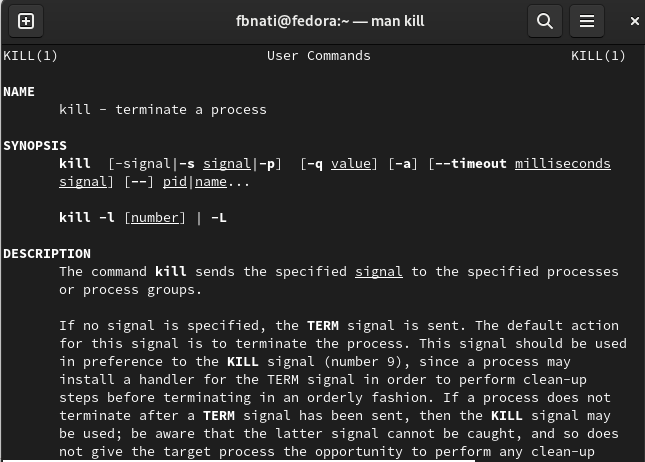 fbnati@fedora:~ — man kill
KILL(1) User Commands KILL(1)
NAME
kill - terminate a process
SYNOPSIS
kill [-signal|-s signal|-p] [-q value] [-a] [--timeout milliseconds
signal] [--] pid|name...
kill -l [number] | -L
DESCRIPTION
The command kill sends the specified signal to the specified processes
or process groups.
If no signal is specified, the TERM signal is sent. The default action
for this signal is to terminate the process. This signal should be used
in preference to the KILL signal (number 9), since a process may
install a handler for the TERM signal in order to perform clean-up
steps before terminating in an orderly fashion. If a process does not
terminate after a TERM signal has been sent, then the KILL signal may
be used; be aware that the latter signal cannot be caught, and so does
not give the target process the opportunity to perform any clean-up